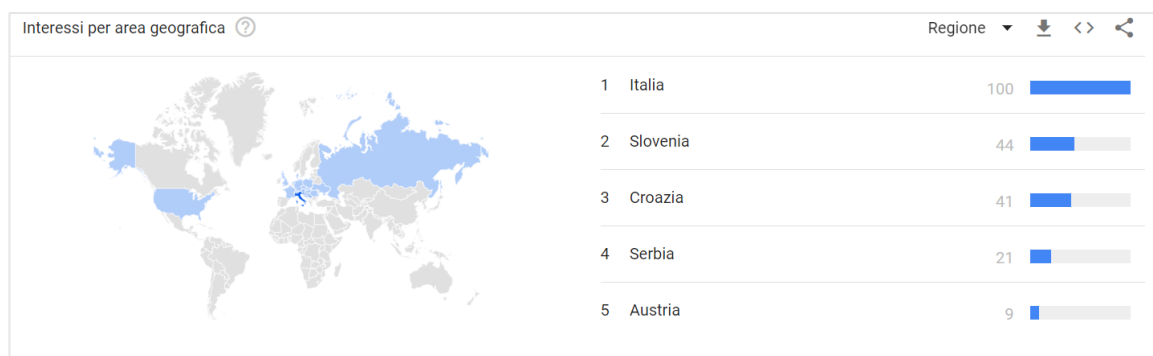 Interessi per area geografica ?
Regione
1 Italia 100
2 Slovenia 44
3 Croazia 41
4 Serbia 21
5 Austria 9